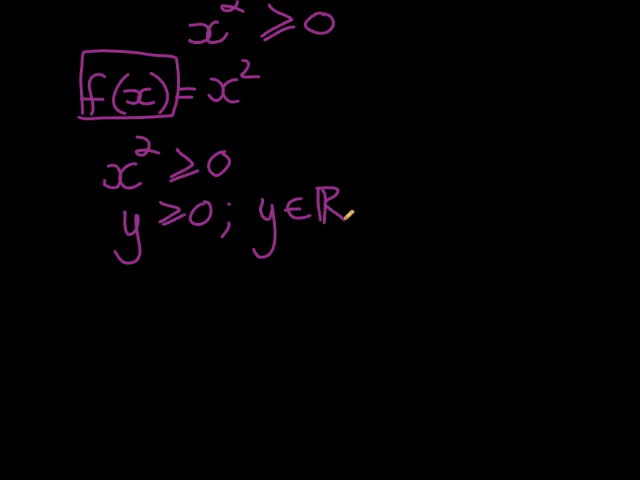 x² ⩾ 0
f(x) = x²
x² ⩾ 0
y ⩾ 0; y ∈ ℝ